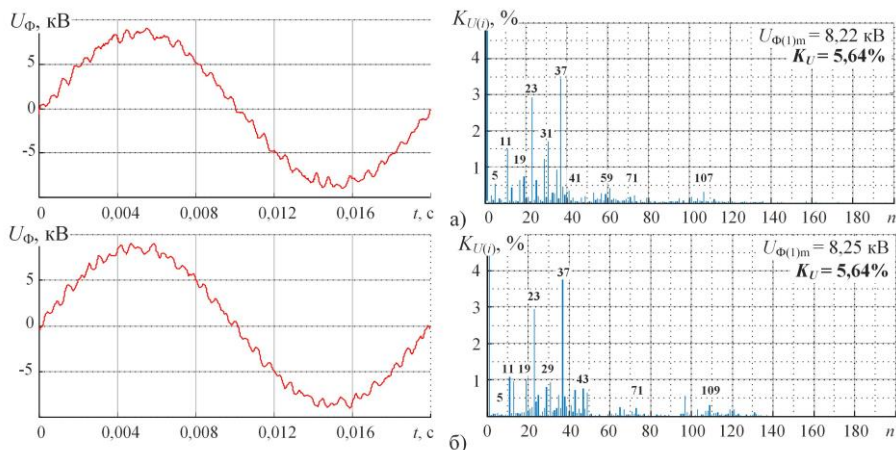 U_Ф, кВ
5
0
-5
0 0,004 0,008 0,012 0,016 t, с
K_U(i), %
U_Ф(1)m = 8,22 кВ
K_U = 5,64%
4
3
2
1
5 11 19 23 31 37 41 59 71 107
0 20 40 60 80 100 120 140 160 180 n
а)
U_Ф, кВ
5
0
-5
0 0,004 0,008 0,012 0,016 t, с
K_U(i), %
U_Ф(1)m = 8,25 кВ
K_U = 5,64%
4
3
2
1
5 11 19 23 29 37 43 71 109
0 20 40 60 80 100 120 140 160 180 n
б)